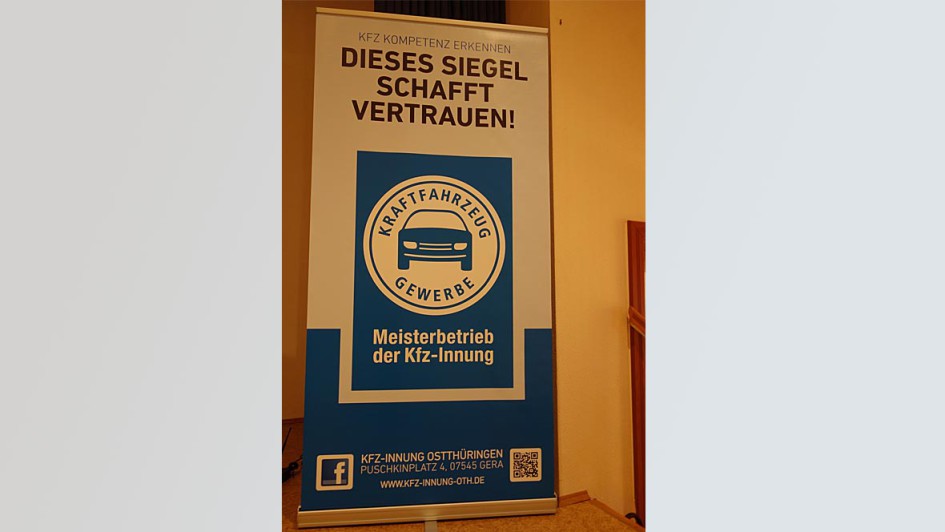 KFZ KOMPETENZ ERKENNEN
DIESES SIEGEL
SCHAFFT
VERTRAUEN!
KRAFTFAHRZEUG
GEWERBE
Meisterbetrieb
der Kfz-Innung
f
KFZ-INNUNG OSTTHÜRINGEN
PUSCHKINPLATZ 4, 07545 GERA
WWW.KFZ-INNUNG-OTH.DE